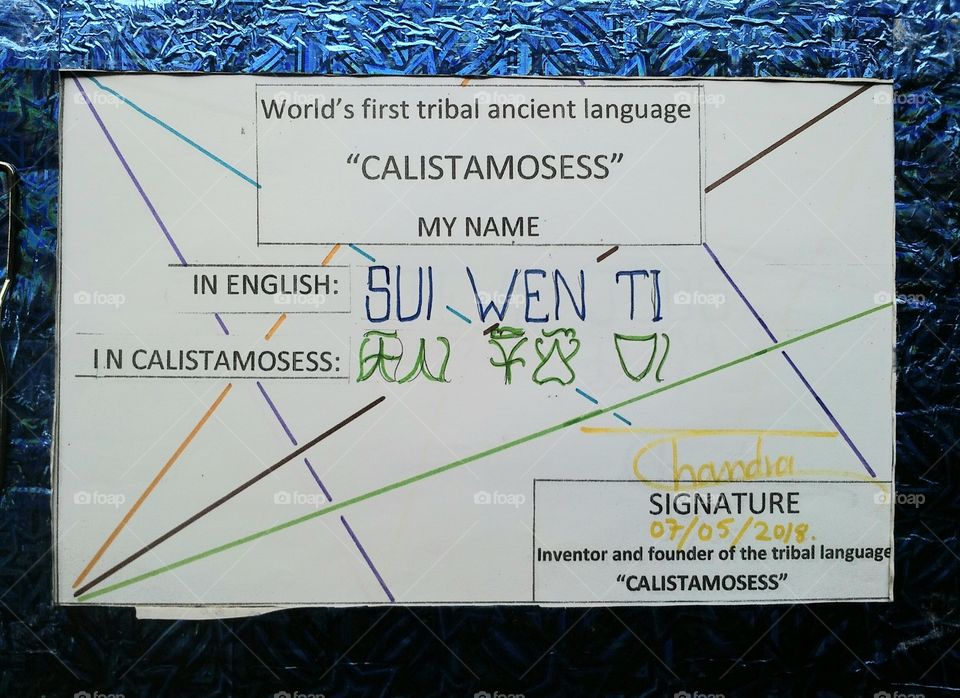 World's first tribal ancient language
“CALISTAMOSESS”
MY NAME
IN ENGLISH: SUI WEN TI
IN CALISTAMOSESS:
Chandra
SIGNATURE
07/05/2018.
Inventor and founder of the tribal language
“CALISTAMOSESS”